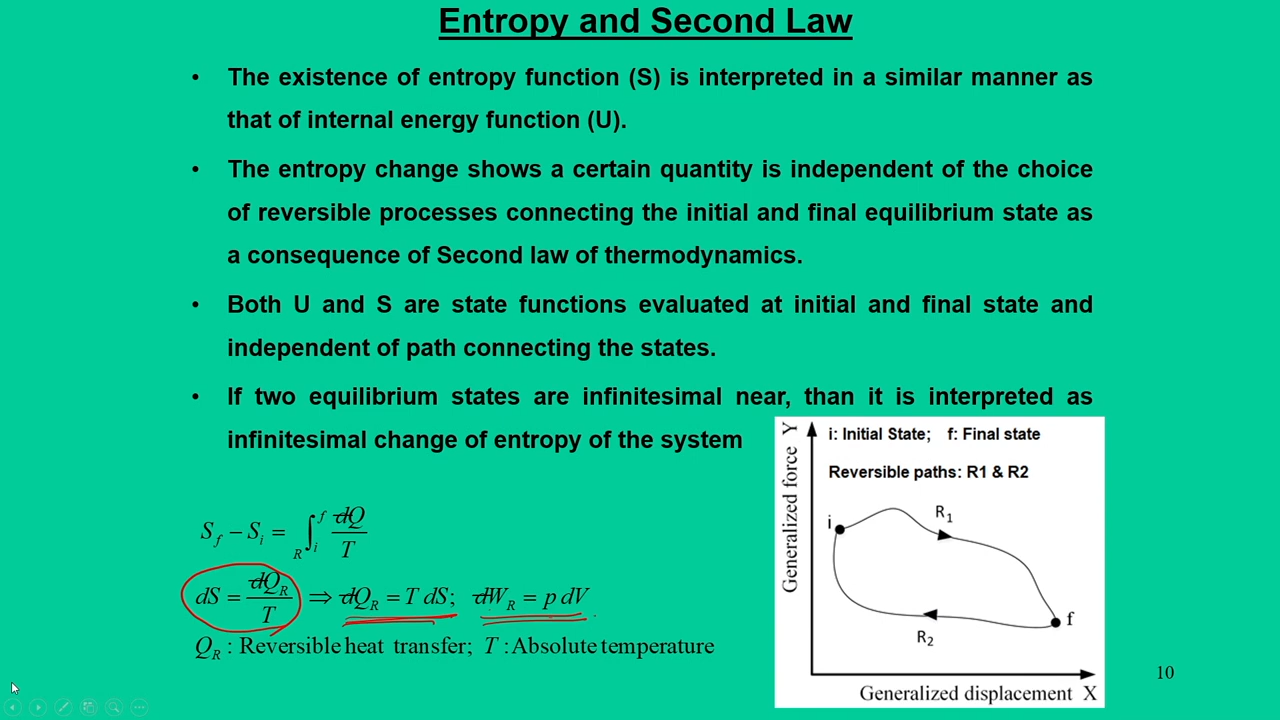 Entropy and Second Law
• The existence of entropy function (S) is interpreted in a similar manner as
that of internal energy function (U).
• The entropy change shows a certain quantity is independent of the choice
of reversible processes connecting the initial and final equilibrium state as
a consequence of Second law of thermodynamics.
• Both U and S are state functions evaluated at initial and final state and
independent of path connecting the states.
• If two equilibrium states are infinitesimal near, than it is interpreted as
infinitesimal change of entropy of the system
S_f − S_i = _R∫_i^f đQ/T
dS = đQ_R/T ⇒ đQ_R = T dS; đW_R = p dV
Q_R : Reversible heat transfer; T : Absolute temperature
i: Initial State; f: Final state
Reversible paths: R1 & R2
Generalized force Y
i
R₁
f
R₂
Generalized displacement X
10